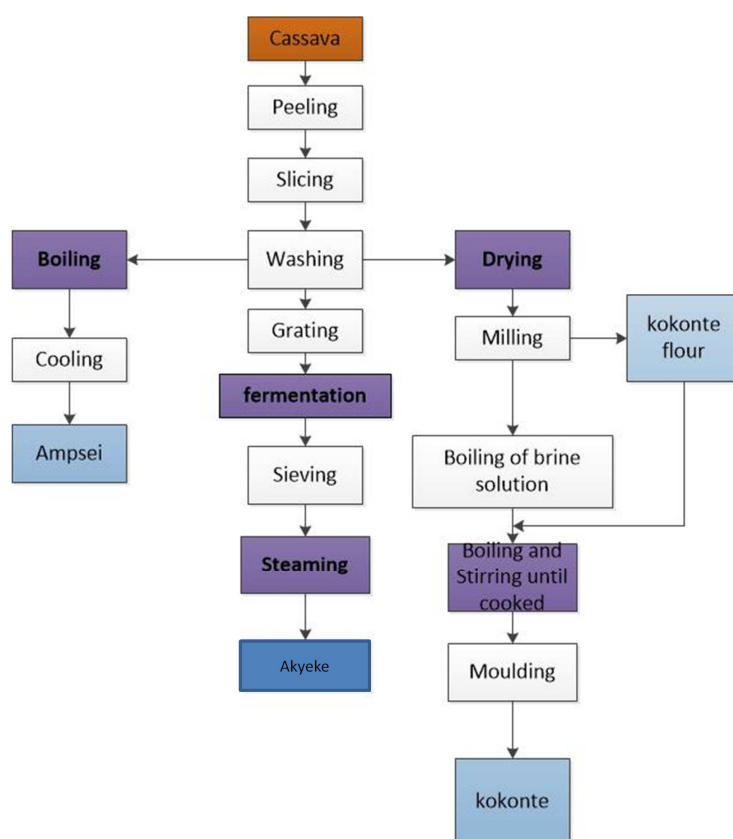 Cassava
Peeling
Slicing
Boiling
Washing
Drying
Cooling
Grating
Milling
kokonte
flour
fermentation
Ampsei
Sieving
Boiling of brine
solution
Steaming
Boiling and
Stirring until
cooked
Akyeke
Moulding
kokonte